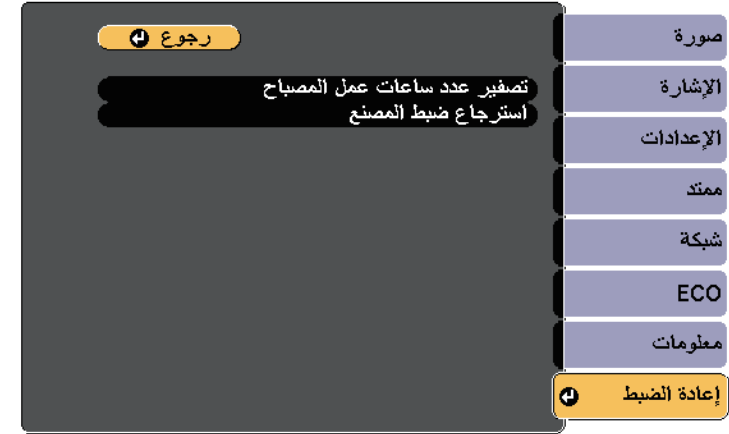 صورة
الإشارة
الإعدادات
ممتد
شبكة
ECO
معلومات
إعادة الضبط
رجوع
تصفير عدد ساعات عمل المصباح
استرجاع ضبط المصنع